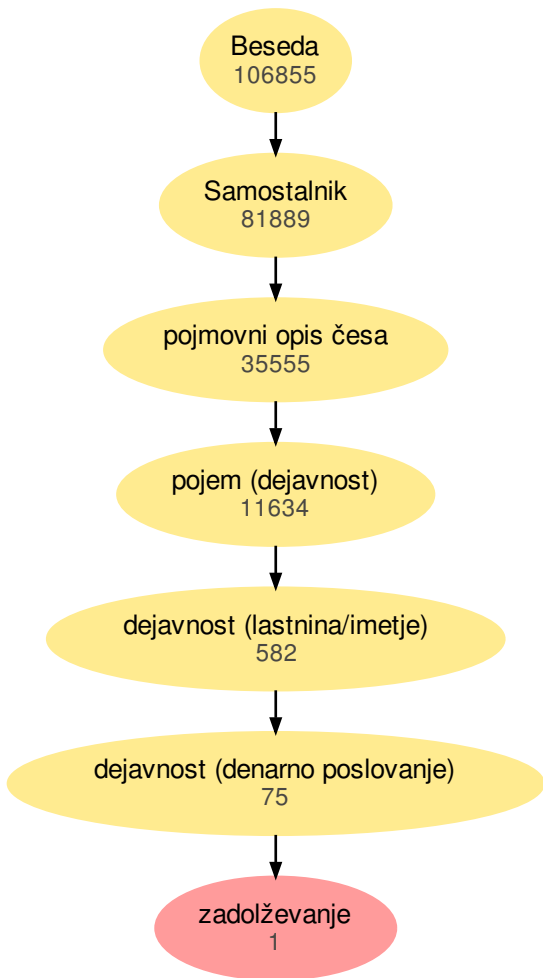 Beseda
106855
Samostalnik
81889
pojmovni opis česa
35555
pojem (dejavnost)
11634
dejavnost (lastnina/imetje)
582
dejavnost (denarno poslovanje)
75
zadolževanje
1